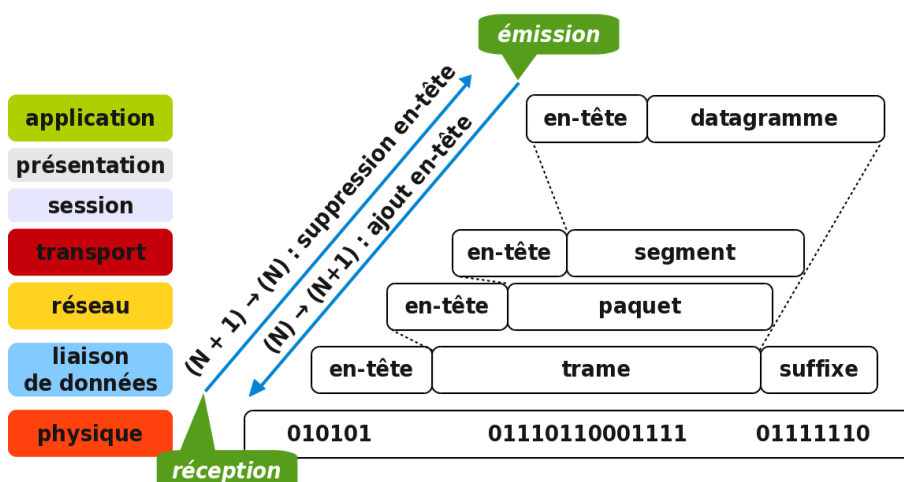 émission
application
en-tête
datagramme
présentation
session
(N + 1) → (N) : suppression en-tête
(N) → (N+1) : ajout en-tête
transport
en-tête
segment
réseau
en-tête
paquet
liaison
de données
en-tête
trame
suffixe
physique
010101
01110110001111
01111110
réception